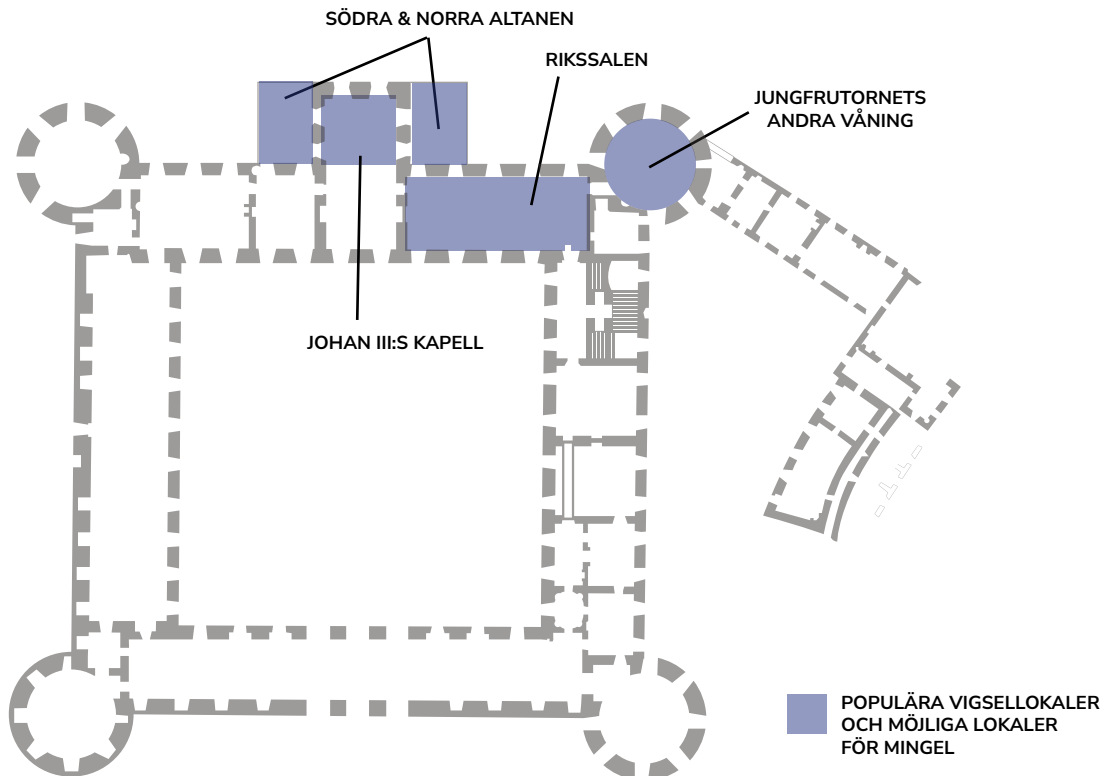 SÖDRA & NORRA ALTANEN
RIKSSALEN
JUNGFRUTORNETS
ANDRA VÅNING
JOHAN III:S KAPELL
POPULÄRA VIGSELLOKALER
OCH MÖJLIGA LOKALER
FÖR MINGEL